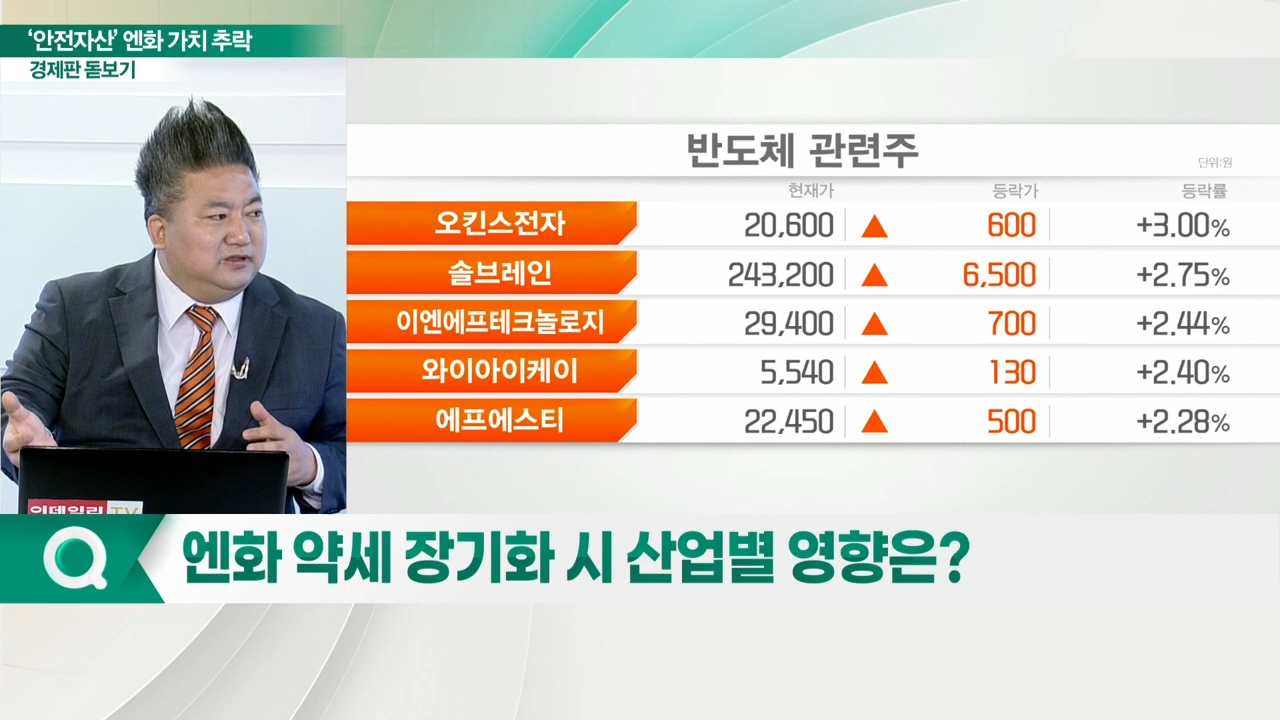 ‘안전자산’ 엔화 가치 추락
경제판 돋보기
반도체 관련주
단위:원
현재가 등락가 등락률
오킨스전자 20,600 ▲ 600 +3.00%
솔브레인 243,200 ▲ 6,500 +2.75%
이엔에프테크놀로지 29,400 ▲ 700 +2.44%
와이아이케이 5,540 ▲ 130 +2.40%
에프에스티 22,450 ▲ 500 +2.28%
이데일리 TV
Q 엔화 약세 장기화 시 산업별 영향은?